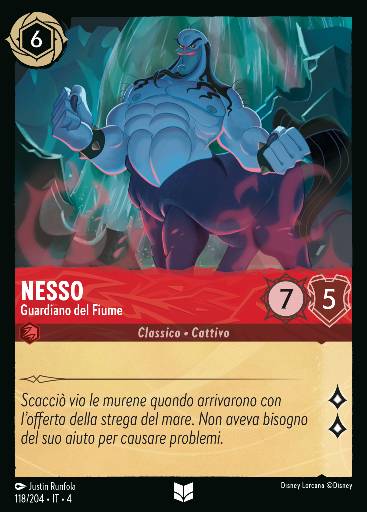 6
NESSO
Guardiano del Fiume
7
5
Classico • Cattivo
Scacciò via le murene quando arrivarono con
l'offerta della strega del mare. Non aveva bisogno
del suo aiuto per causare problemi.
Justin Runfola
118/204 • IT • 4
Disney Lorcana ©Disney